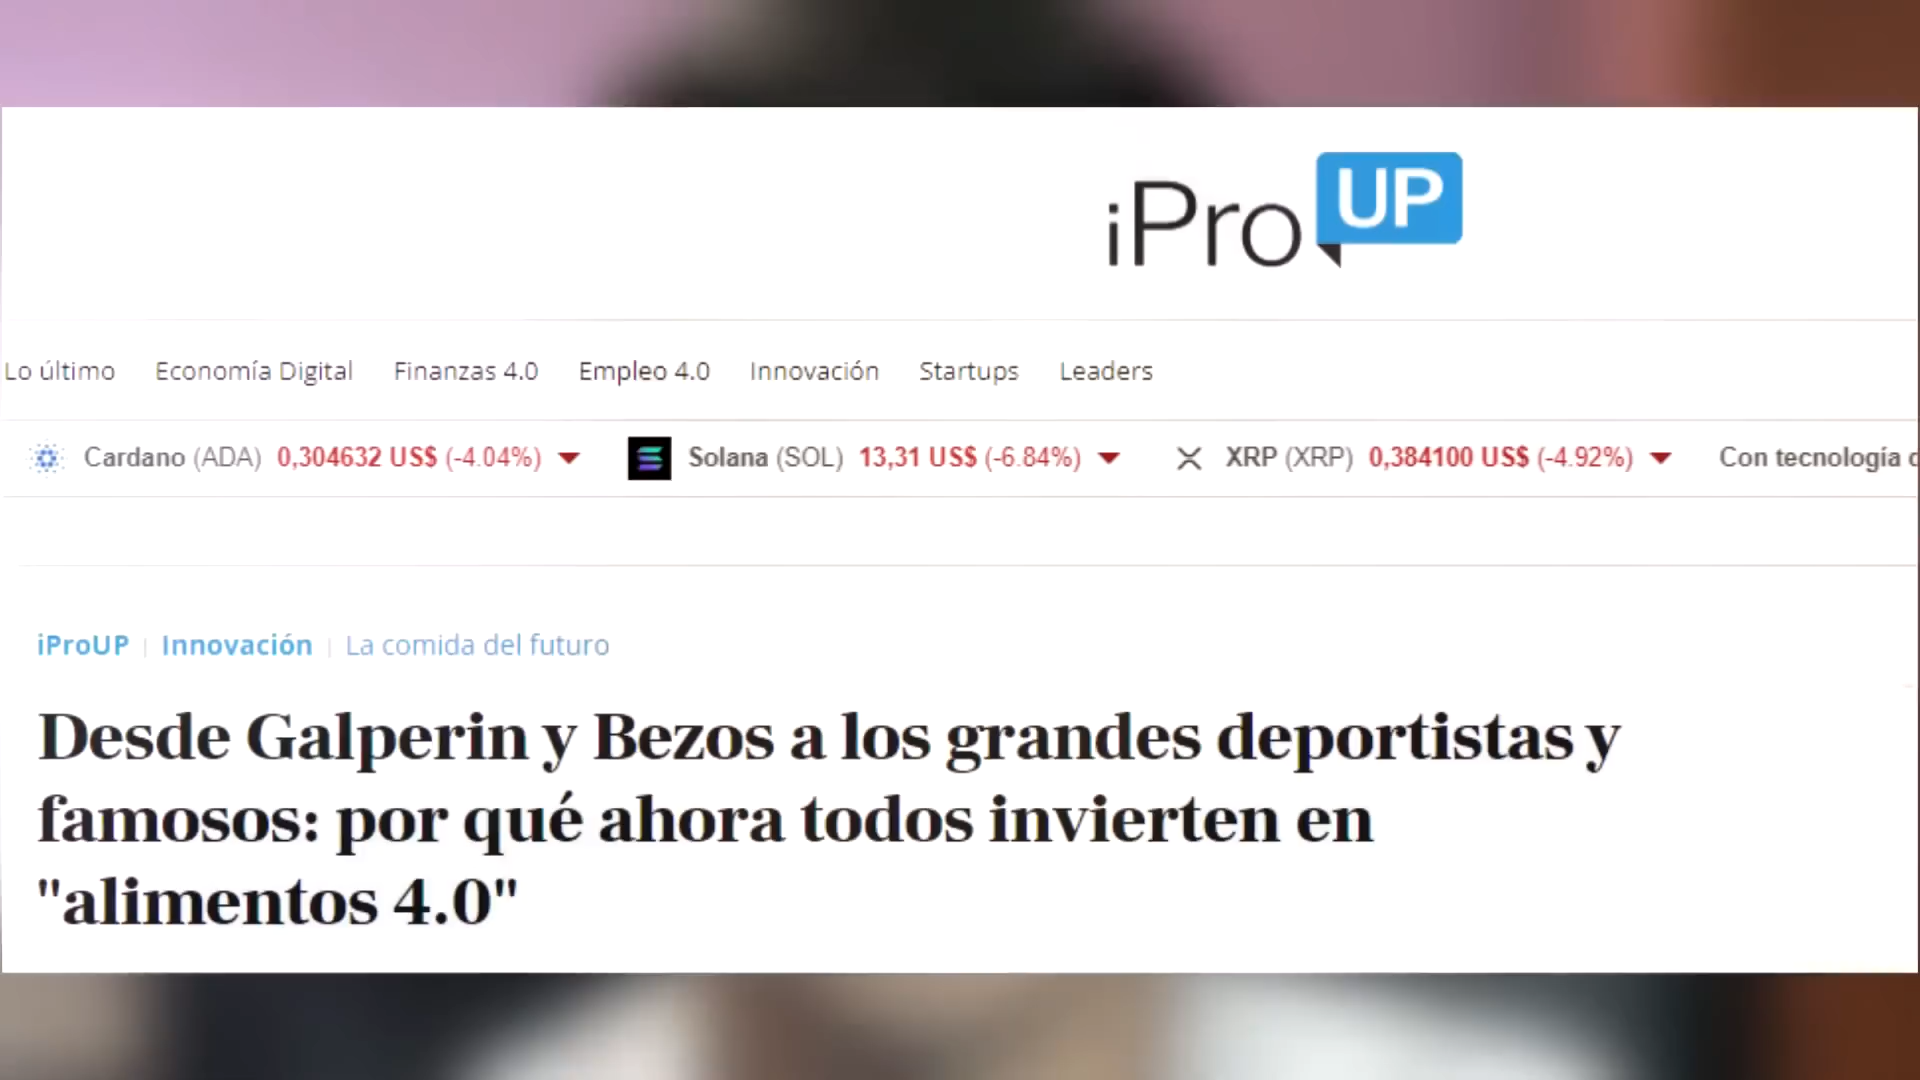 iPro UP
Lo último Economía Digital Finanzas 4.0 Empleo 4.0 Innovación Startups Leaders
Cardano (ADA) 0,304632 US$ (-4.04%) Solana (SOL) 13,31 US$ (-6.84%) XRP (XRP) 0,384100 US$ (-4.92%) Con tecnología
iProUP | Innovación | La comida del futuro
Desde Galperin y Bezos a los grandes deportistas y
famosos: por qué ahora todos invierten en
"alimentos 4.0"